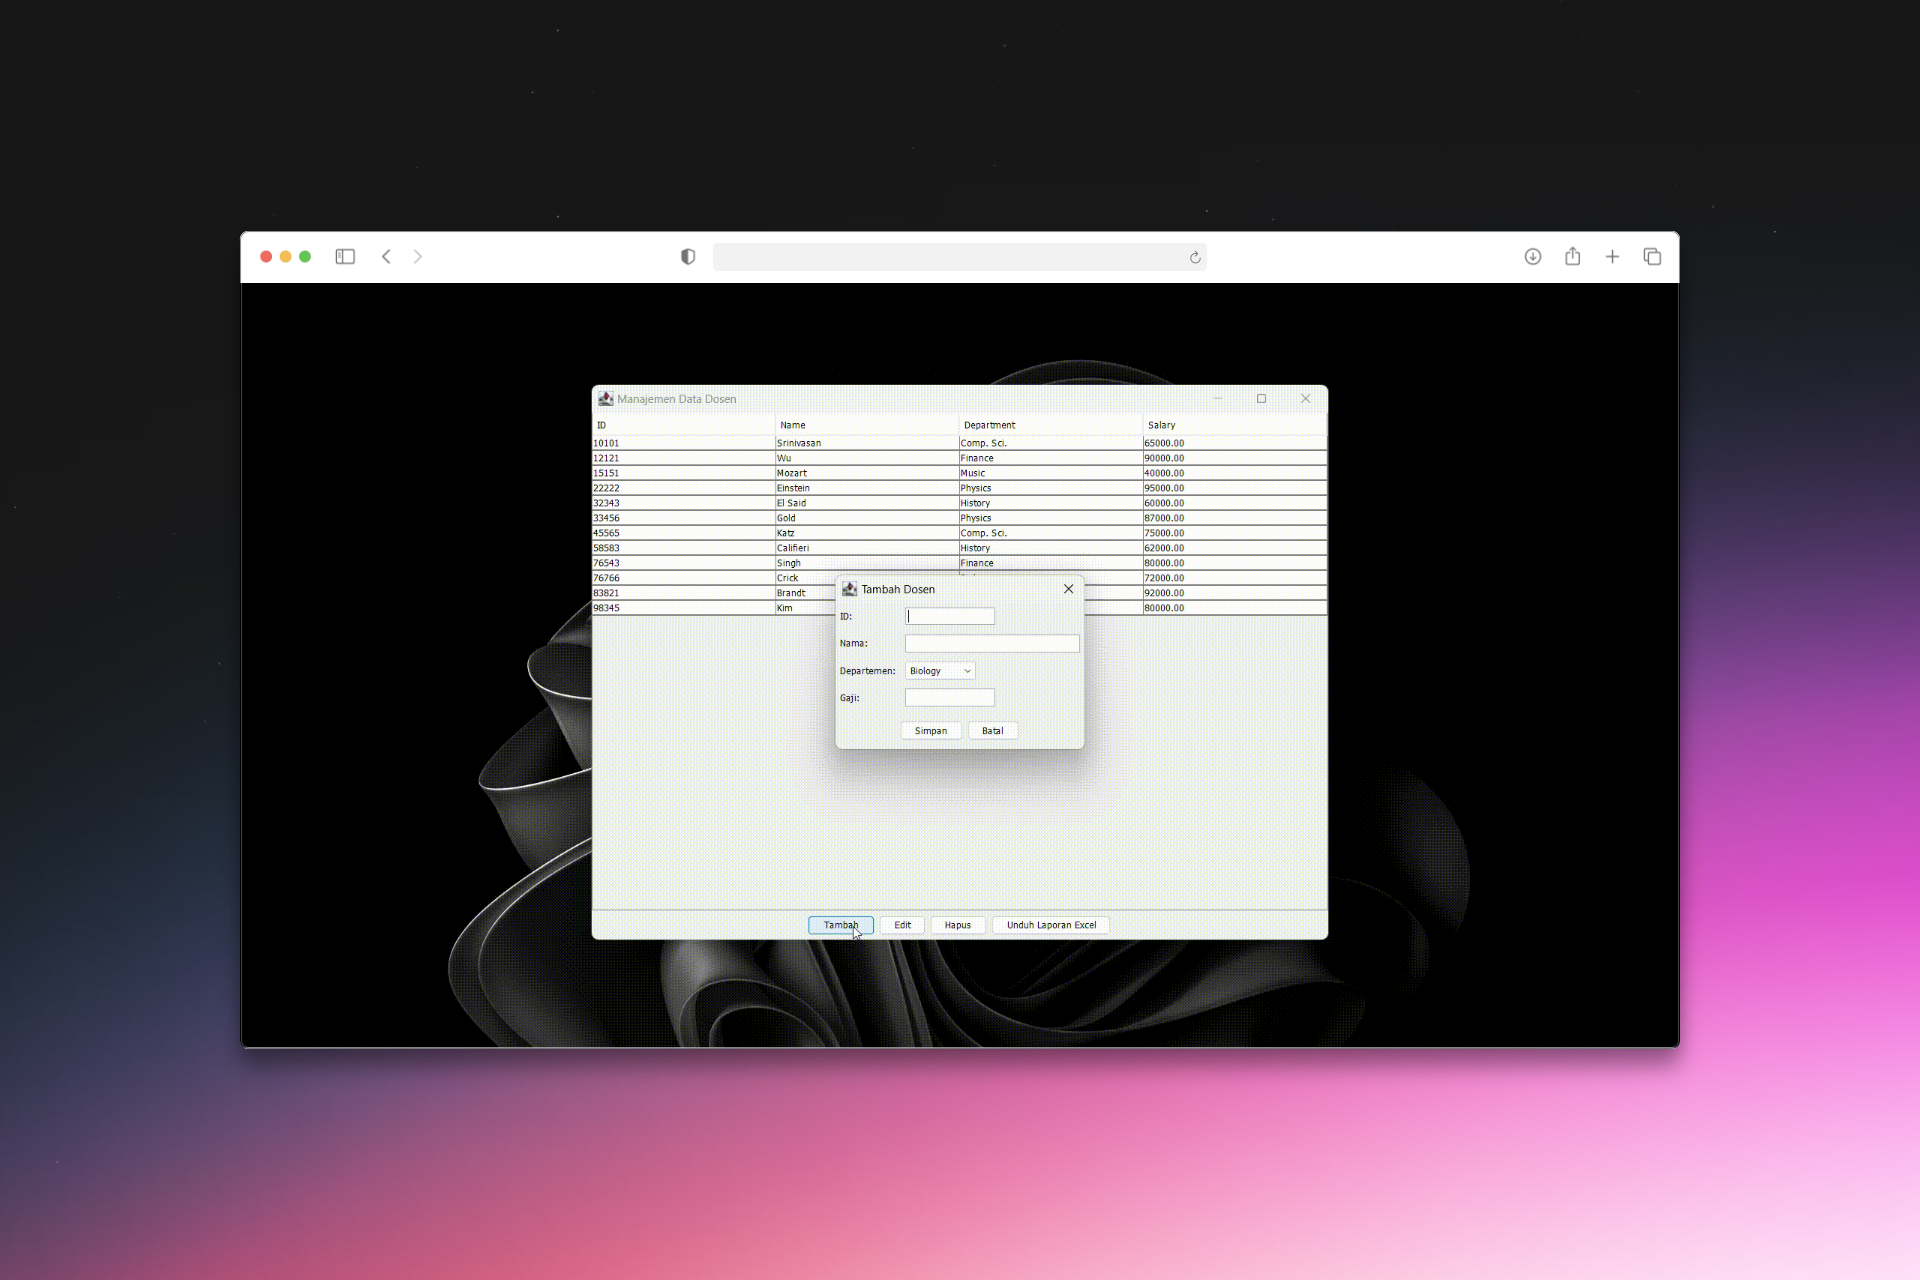 Manajemen Data Dosen
ID Name Department Salary
10101 Srinivasan Comp. Sci. 65000.00
12121 Wu Finance 90000.00
15151 Mozart Music 40000.00
22222 Einstein Physics 95000.00
32343 El Said History 60000.00
33456 Gold Physics 87000.00
45565 Katz Comp. Sci. 75000.00
58583 Califieri History 62000.00
76543 Singh Finance 80000.00
76766 Crick 72000.00
83821 Brandt 92000.00
98345 Kim 80000.00
Tambah Dosen
ID:
Nama:
Departemen: Biology
Gaji:
Simpan Batal
Tambah Edit Hapus Unduh Laporan Excel